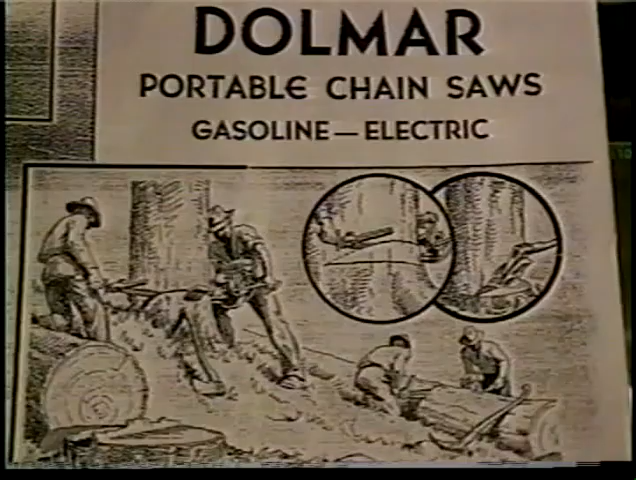 DOLMAR
PORTABLE CHAIN SAWS
GASOLINE — ELECTRIC